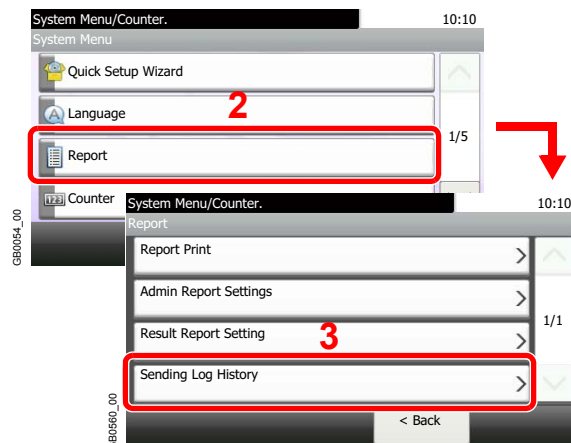 System Menu/Counter.
10:10
System Menu
Quick Setup Wizard
Language
2
1/5
Report
123 Counter
GB0054_00
System Menu/Counter.
10:10
Report
Report Print
Admin Report Settings
1/1
Result Report Setting
3
Sending Log History
< Back
GB0560_00